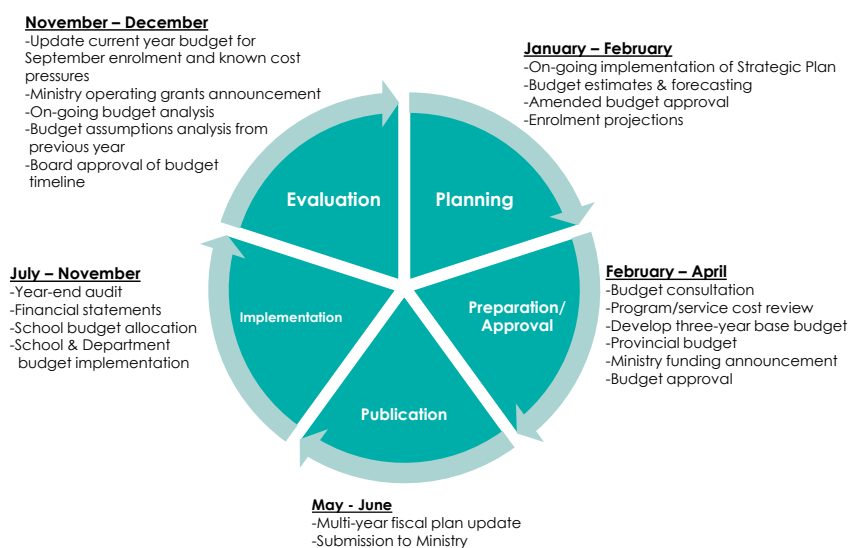 November – December
-Update current year budget for
September enrolment and known cost
pressures
-Ministry operating grants announcement
-On-going budget analysis
-Budget assumptions analysis from
previous year
-Board approval of budget
timeline
January – February
-On-going implementation of Strategic Plan
-Budget estimates & forecasting
-Amended budget approval
-Enrolment projections
Evaluation
Planning
July – November
-Year-end audit
-Financial statements
-School budget allocation
-School & Department
budget implementation
Implementation
Preparation/
Approval
February – April
-Budget consultation
-Program/service cost review
-Develop three-year base budget
-Provincial budget
-Ministry funding announcement
-Budget approval
Publication
May - June
-Multi-year fiscal plan update
-Submission to Ministry